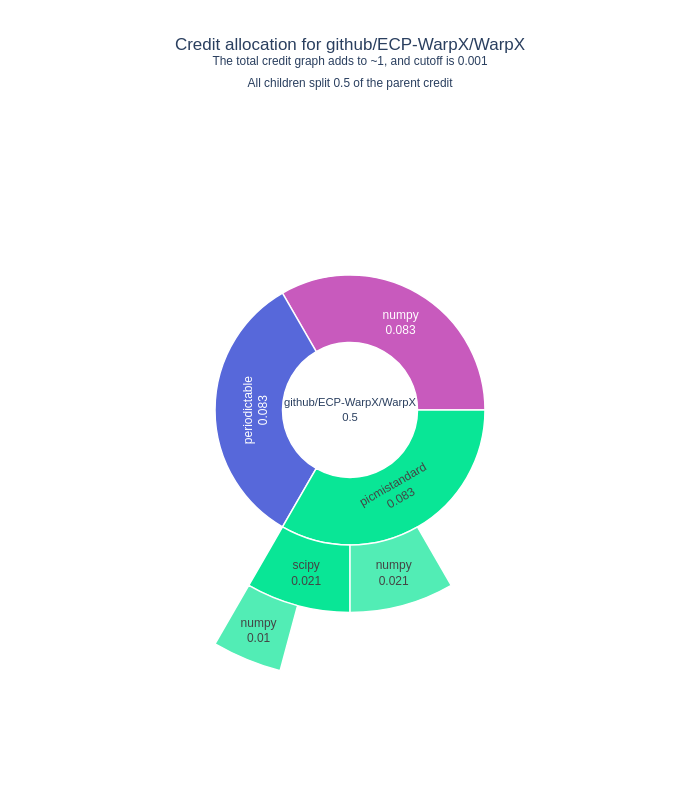 Credit allocation for github/ECP-WarpX/WarpX
The total credit graph adds to ~1, and cutoff is 0.001
All children split 0.5 of the parent credit
numpy
0.083
periodictable
0.083
github/ECP-WarpX/WarpX
0.5
picmistandard
0.083
scipy
0.021
numpy
0.021
numpy
0.01